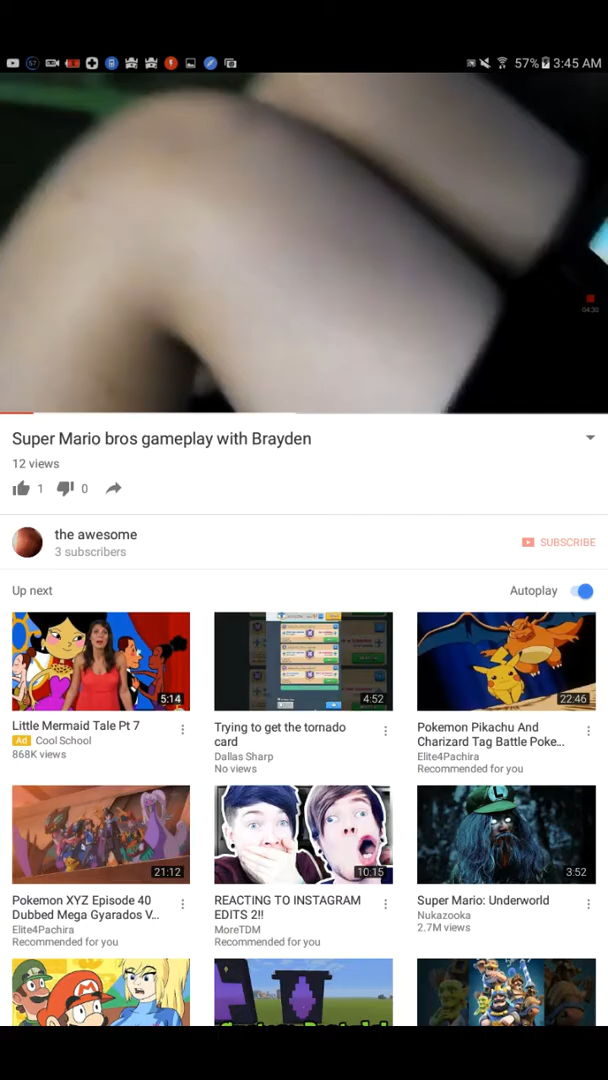 57% 3:45 AM
04:30
Super Mario bros gameplay with Brayden
12 views
1 0
the awesome
3 subscribers
SUBSCRIBE
Up next
Autoplay
5:14
Little Mermaid Tale Pt 7
Ad Cool School
868K views
4:52
Trying to get the tornado
card
Dallas Sharp
No views
22:46
Pokemon Pikachu And
Charizard Tag Battle Poke...
Elite4Pachira
Recommended for you
21:12
Pokemon XYZ Episode 40
Dubbed Mega Gyarados V...
Elite4Pachira
Recommended for you
10:15
REACTING TO INSTAGRAM
EDITS 2!!
MoreTDM
Recommended for you
L
3:52
Super Mario: Underworld
Nukazooka
2.7M views